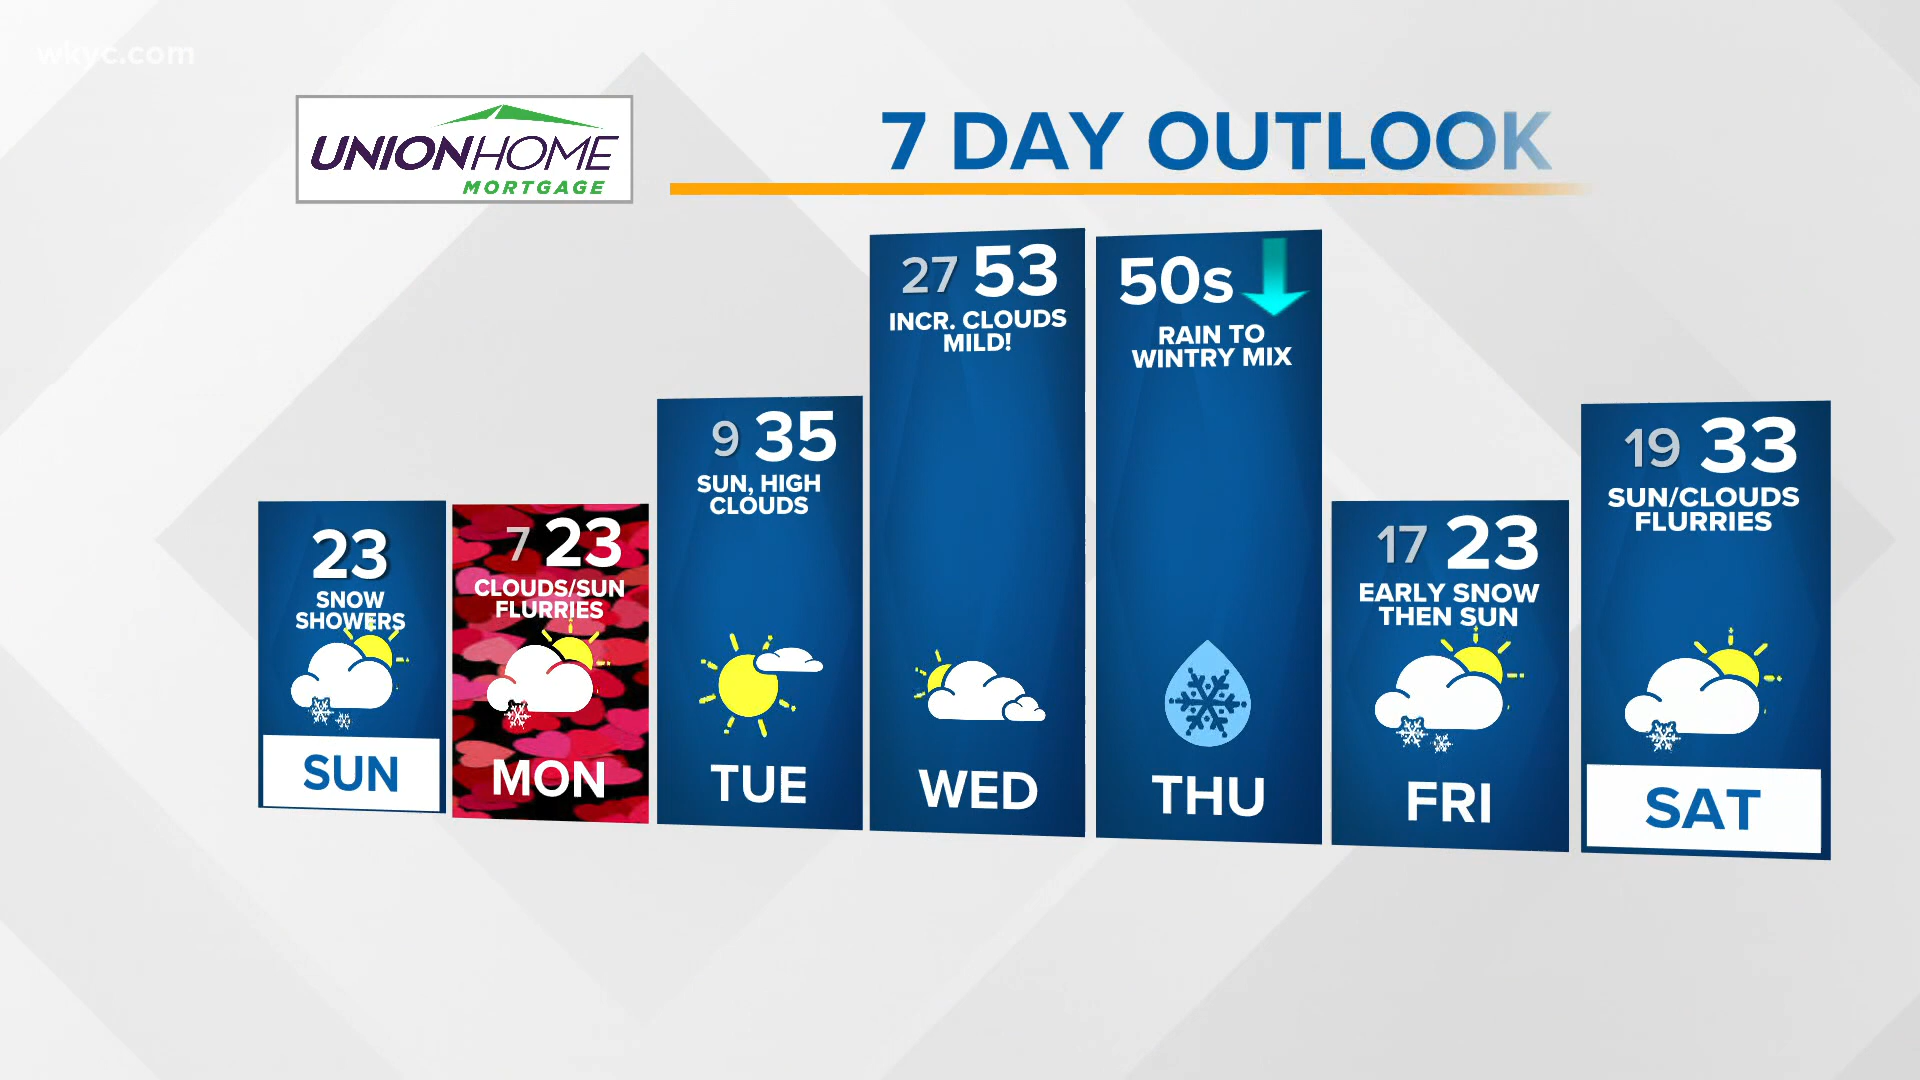 wkyc.com
UNIONHOME
MORTGAGE
7 DAY OUTLOOK
23
SNOW
SHOWERS
SUN
7 23
CLOUDS/SUN
FLURRIES
MON
9 35
SUN, HIGH
CLOUDS
TUE
27 53
INCR. CLOUDS
MILD!
WED
50s
RAIN TO
WINTRY MIX
THU
17 23
EARLY SNOW
THEN SUN
FRI
19 33
SUN/CLOUDS
FLURRIES
SAT